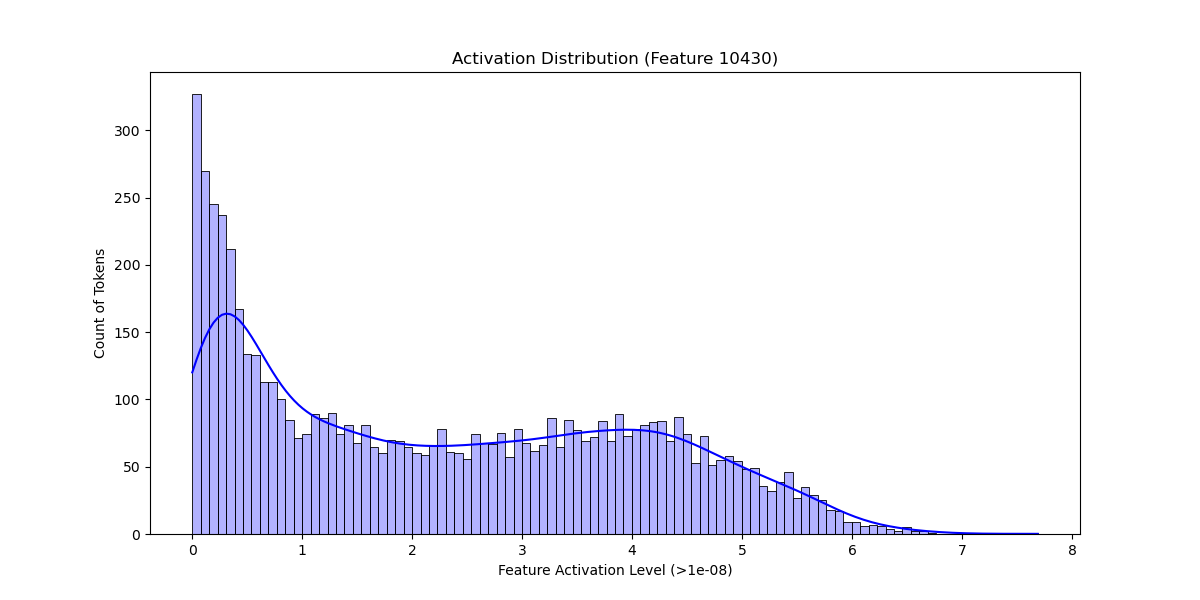 Activation Distribution (Feature 10430)
Count of Tokens
300
250
200
150
100
50
0
0 1 2 3 4 5 6 7 8
Feature Activation Level (>1e-08)